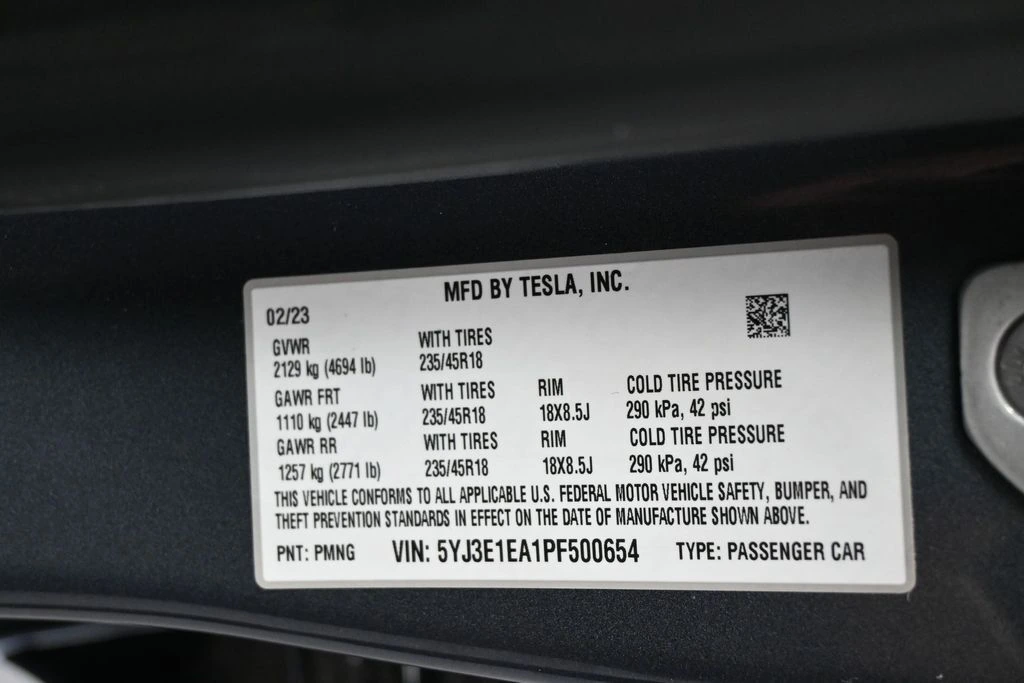 MFD BY TESLA, INC.
02/23
GVWR WITH TIRES
2129 kg (4694 lb) 235/45R18
GAWR FRT WITH TIRES RIM COLD TIRE PRESSURE
1110 kg (2447 lb) 235/45R18 18X8.5J 290 kPa, 42 psi
GAWR RR WITH TIRES RIM COLD TIRE PRESSURE
1257 kg (2771 lb) 235/45R18 18X8.5J 290 kPa, 42 psi
THIS VEHICLE CONFORMS TO ALL APPLICABLE U.S. FEDERAL MOTOR VEHICLE SAFETY, BUMPER, AND
THEFT PREVENTION STANDARDS IN EFFECT ON THE DATE OF MANUFACTURE SHOWN ABOVE.
PNT: PMNG VIN: 5YJ3E1EA1PF500654 TYPE: PASSENGER CAR